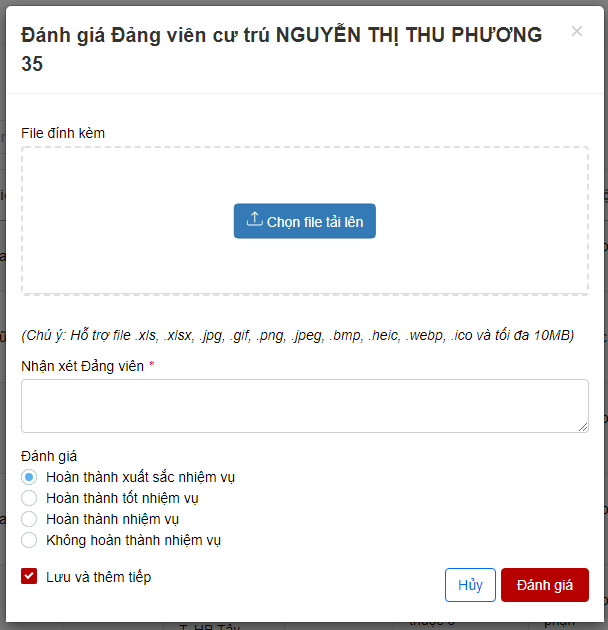 Đánh giá Đảng viên cư trú NGUYỄN THỊ THU PHƯƠNG
35
File đính kèm
Chọn file tải lên
(Chú ý: Hỗ trợ file .xls, .xlsx, .jpg, .gif, .png, .jpeg, .bmp, .heic, .webp, .ico và tối đa 10MB)
Nhận xét Đảng viên *
Đánh giá
Hoàn thành xuất sắc nhiệm vụ
Hoàn thành tốt nhiệm vụ
Hoàn thành nhiệm vụ
Không hoàn thành nhiệm vụ
Lưu và thêm tiếp
Hủy
Đánh giá